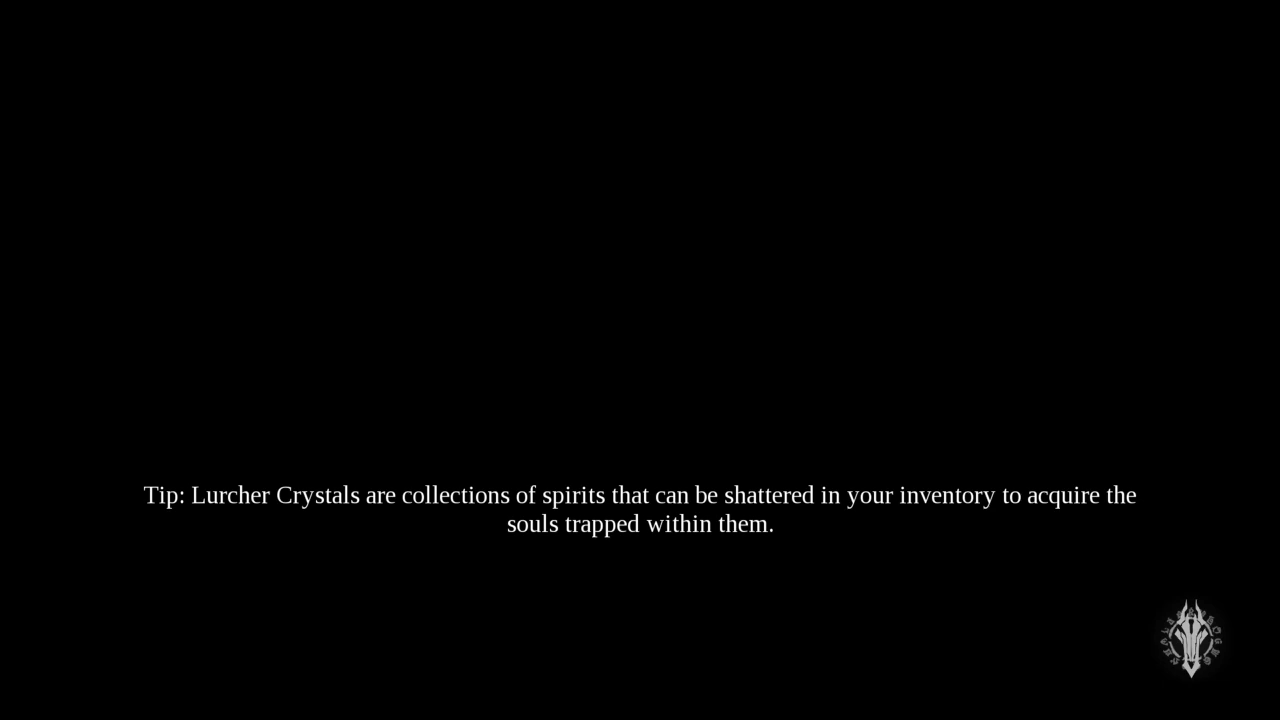 Tip: Lurcher Crystals are collections of spirits that can be shattered in your inventory to acquire the
souls trapped within them.